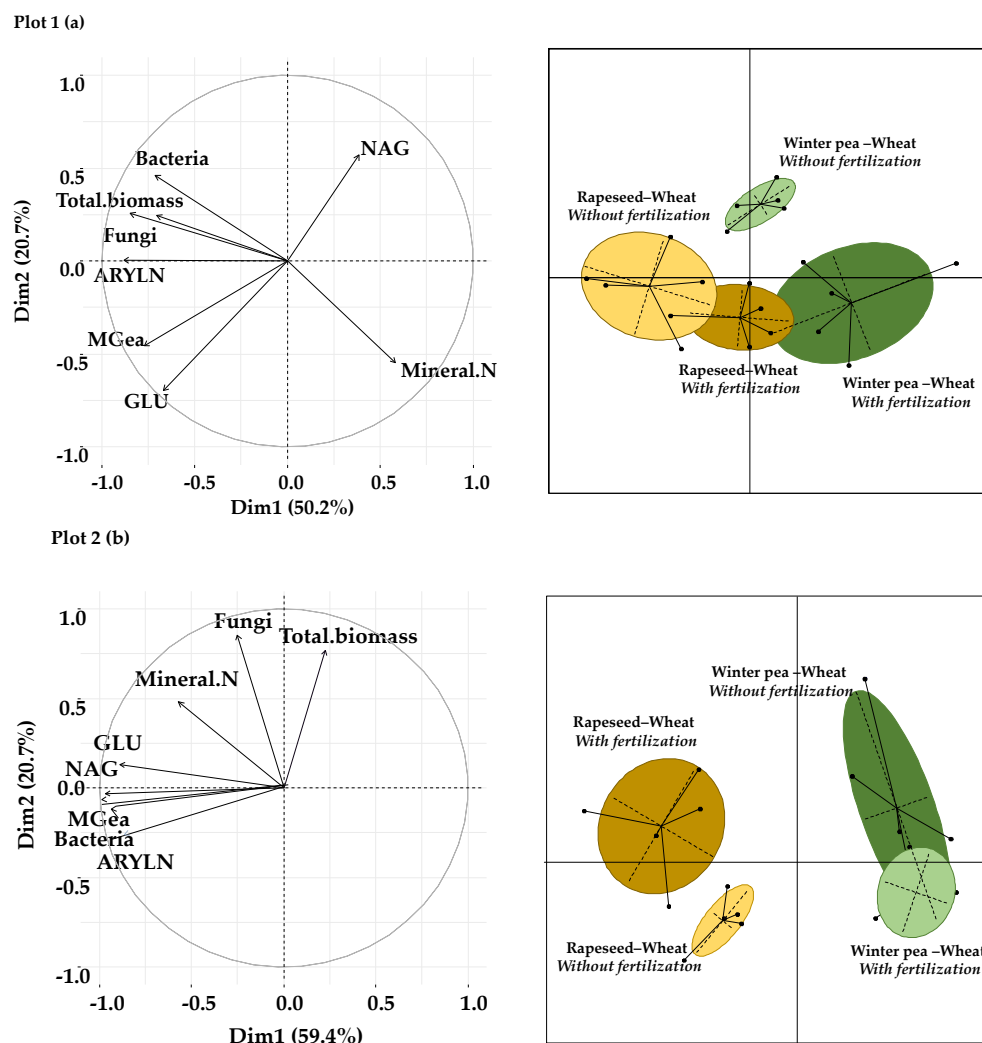 Plot 1 (a)
1.0
0.5
0.0
-0.5
-1.0
Dim2 (20.7%)
Bacteria
NAG
Total.biomass
Fungi
ARYLN
MGea
GLU
Mineral.N
-1.0 -0.5 0.0 0.5 1.0
Dim1 (50.2%)
Winter pea –Wheat
Without fertilization
Rapeseed–Wheat
Without fertilization
Rapeseed–Wheat
With fertilization
Winter pea –Wheat
With fertilization
Plot 2 (b)
1.0
0.5
0.0
-0.5
-1.0
Dim2 (20.7%)
Fungi
Total.biomass
Mineral.N
GLU
NAG
MGea
Bacteria
ARYLN
-1.0 -0.5 0.0 0.5 1.0
Dim1 (59.4%)
Winter pea –Wheat
Without fertilization
Rapeseed–Wheat
With fertilization
Rapeseed–Wheat
Without fertilization
Winter pea –Wheat
With fertilization